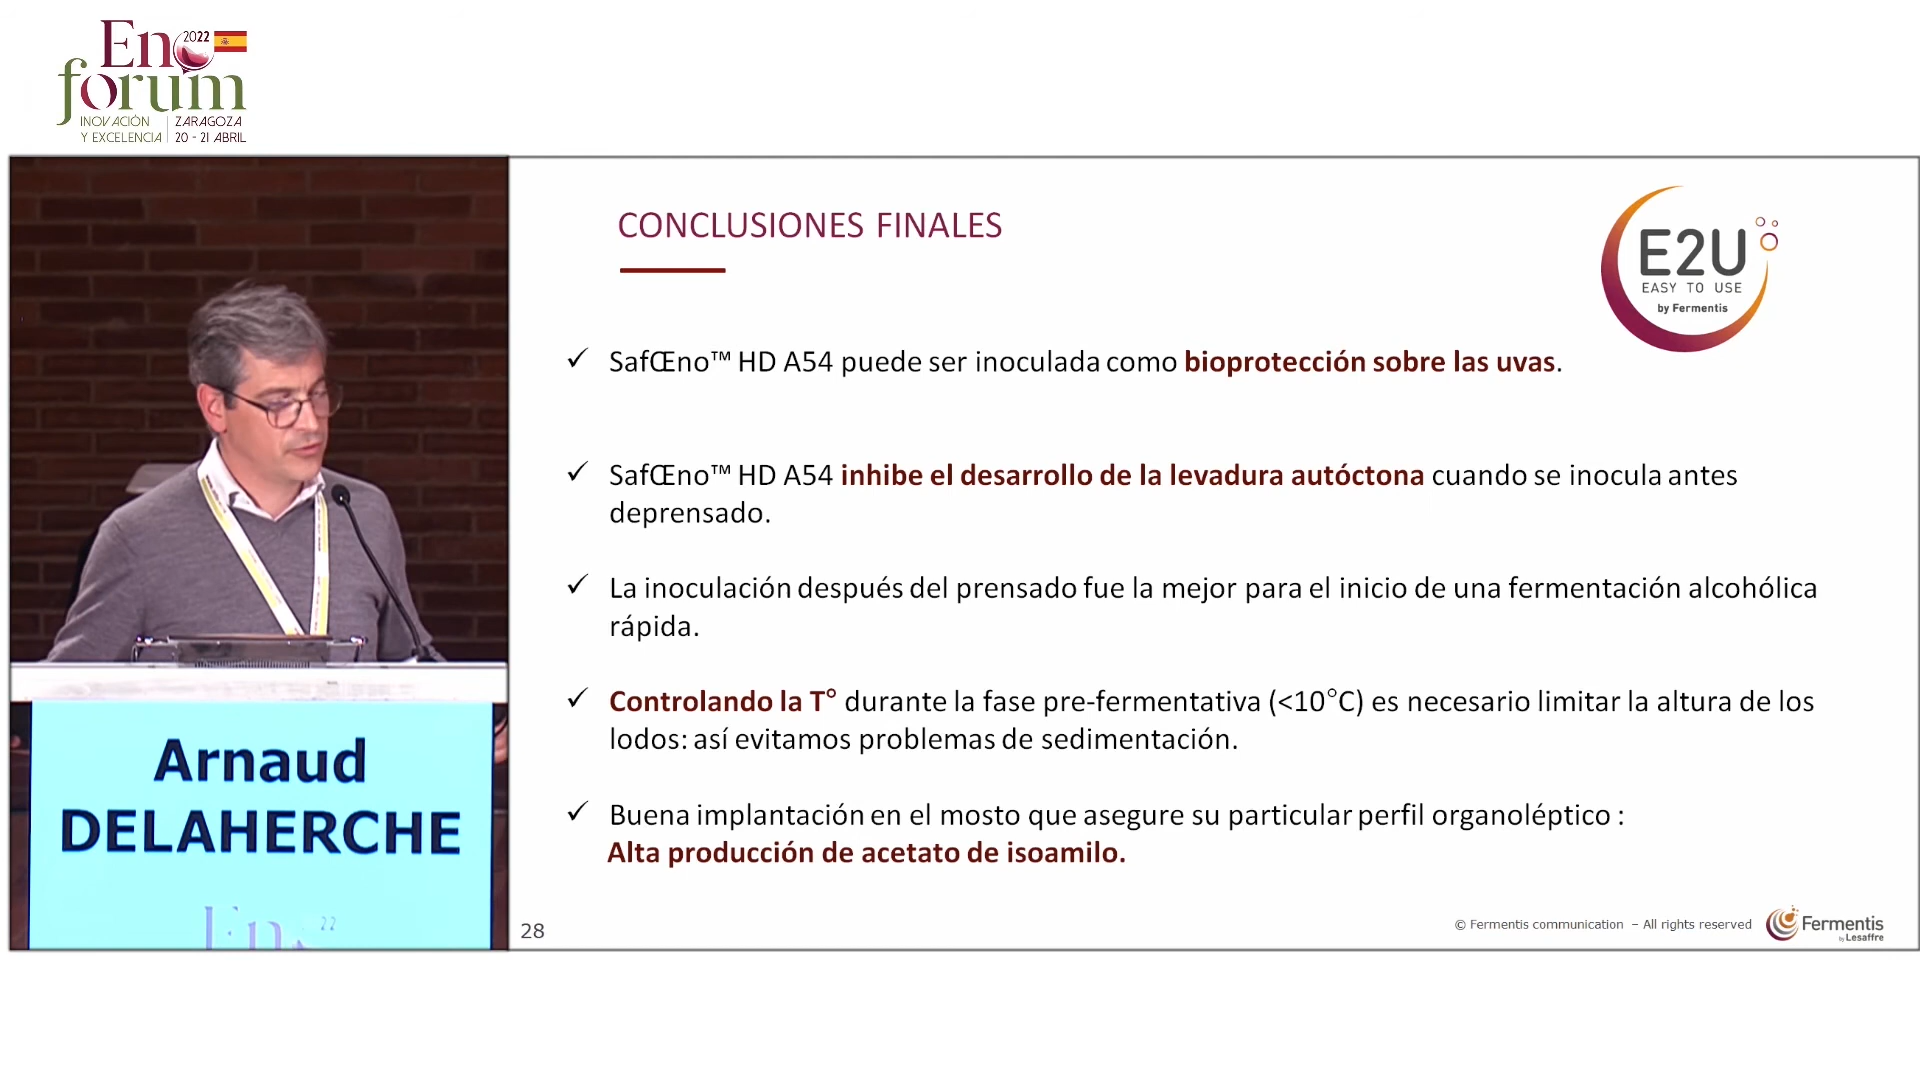 Eno
2022
forum
INOVACIÓN
Y EXCELENCIA
ZARAGOZA
20 - 21 ABRIL
CONCLUSIONES FINALES
E2U
EASY TO USE
by Fermentis
✓ SafŒno™ HD A54 puede ser inoculada como bioprotección sobre las uvas.
✓ SafŒno™ HD A54 inhibe el desarrollo de la levadura autóctona cuando se inocula antes
deprensado.
✓ La inoculación después del prensado fue la mejor para el inicio de una fermentación alcohólica
rápida.
✓ Controlando la T° durante la fase pre-fermentativa (<10°C) es necesario limitar la altura de los
lodos: así evitamos problemas de sedimentación.
✓ Buena implantación en el mosto que asegure su particular perfil organoléptico :
Alta producción de acetato de isoamilo.
Arnaud
DELAHERCHE
28
© Fermentis communication – All rights reserved
Fermentis
by Lesaffre